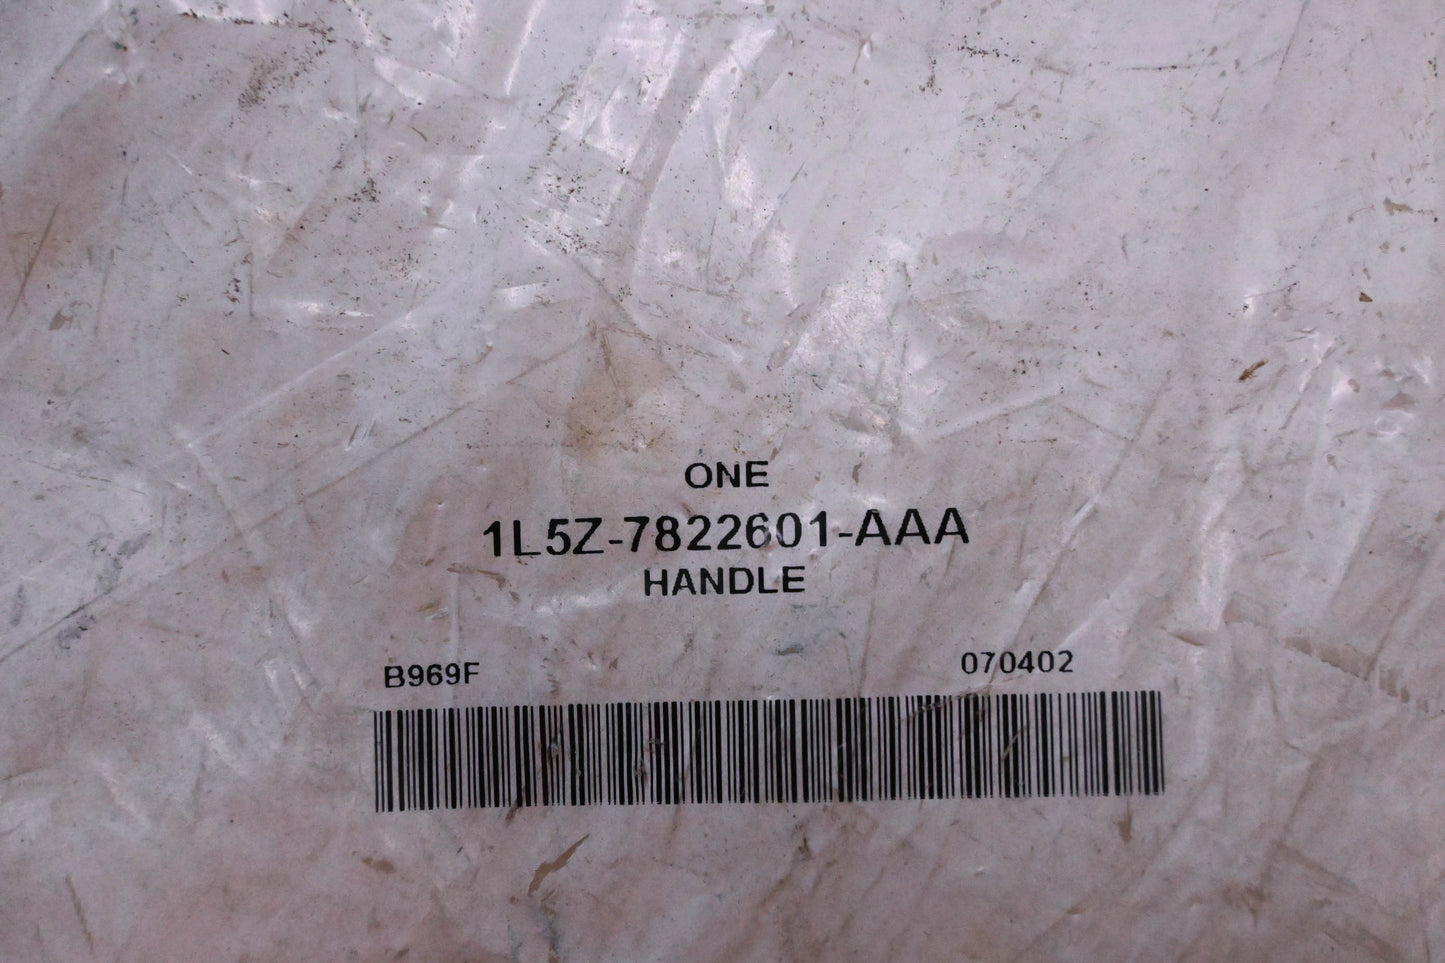 ONE
1L5Z-7822601-AAA
HANDLE
B969F 070402